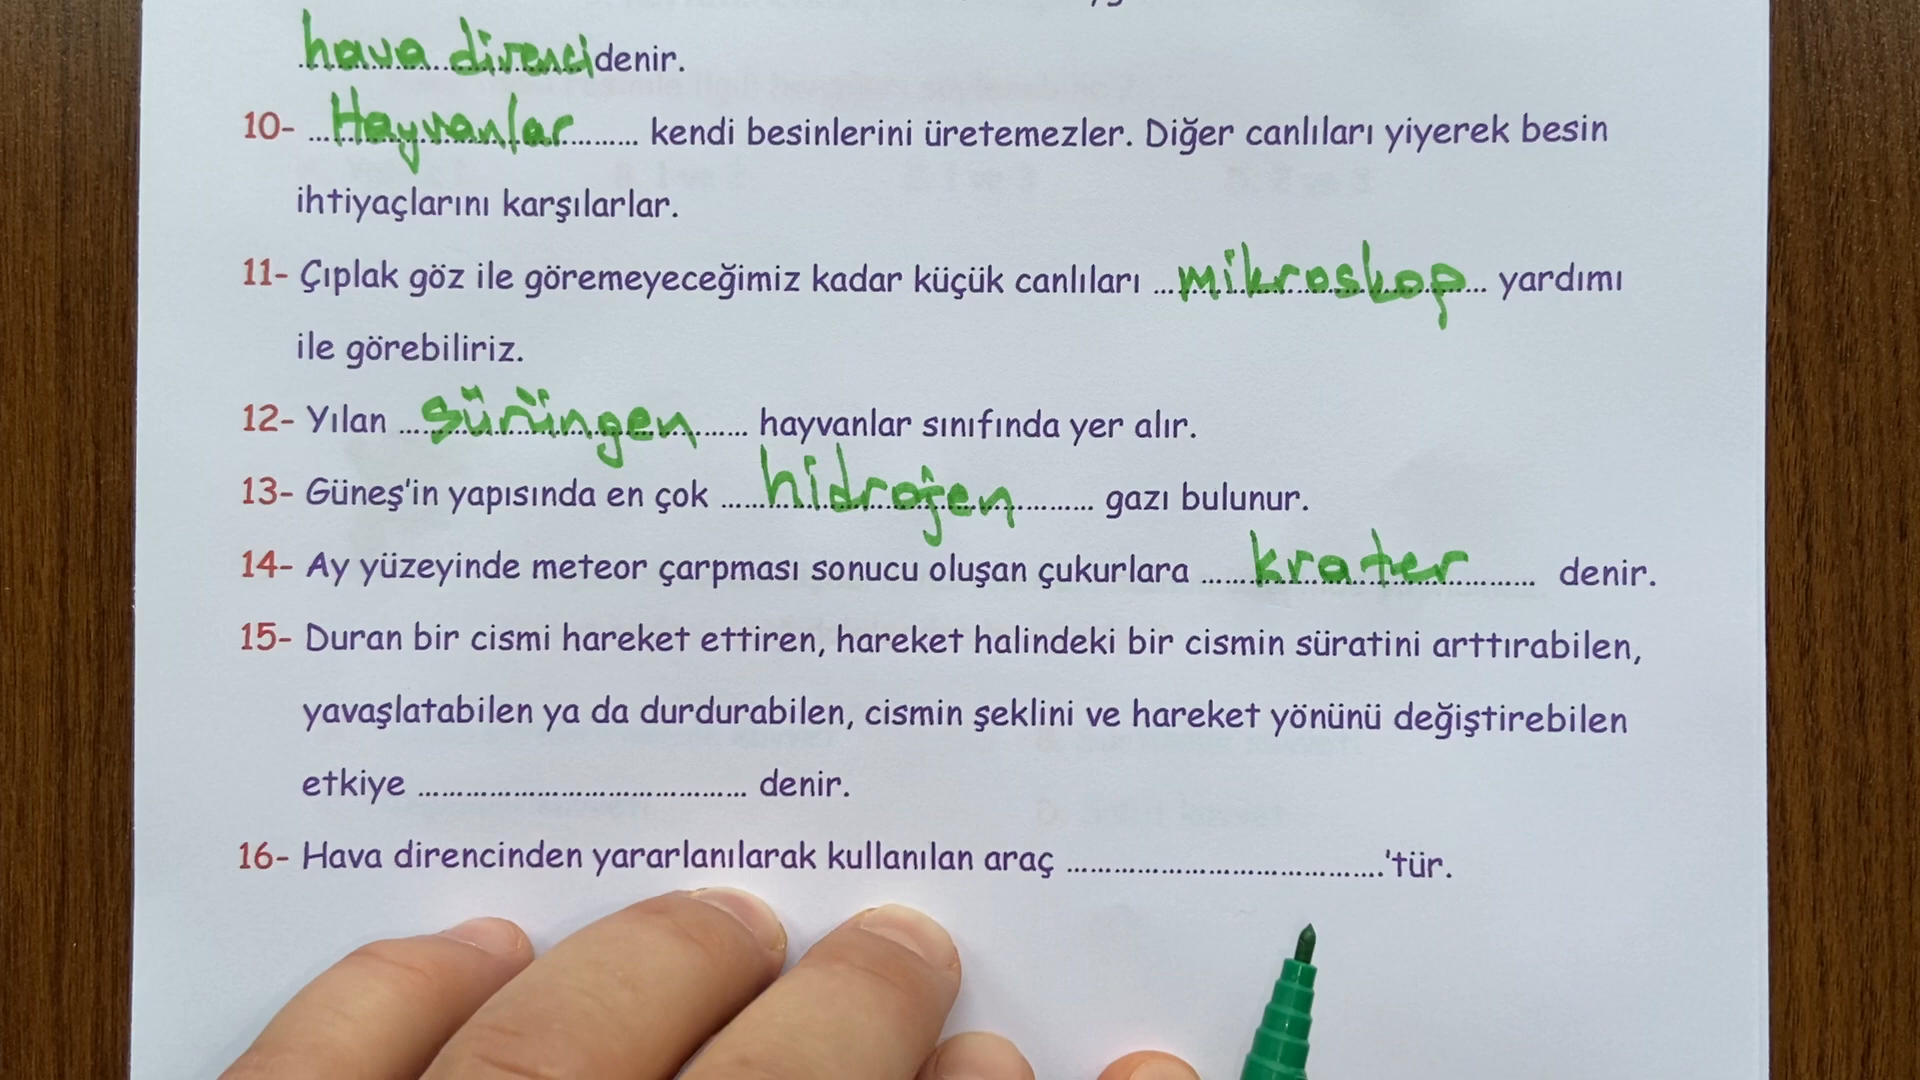 hava direnci denir.
10- ...Hayvanlar....... kendi besinlerini üretemezler. Diğer canlıları yiyerek besin
ihtiyaçlarını karşılarlar.
11- Çıplak göz ile göremeyeceğimiz kadar küçük canlıları ...mikroskop... yardımı
ile görebiliriz.
12- Yılan ...sürüngen....... hayvanlar sınıfında yer alır.
13- Güneş'in yapısında en çok .....hidrojen......... gazı bulunur.
14- Ay yüzeyinde meteor çarpması sonucu oluşan çukurlara ......krater........ denir.
15- Duran bir cismi hareket ettiren, hareket halindeki bir cismin süratini arttırabilen,
yavaşlatabilen ya da durdurabilen, cismin şeklini ve hareket yönünü değiştirebilen
etkiye ....................................... denir.
16- Hava direncinden yararlanılarak kullanılan araç ......................................'tür.